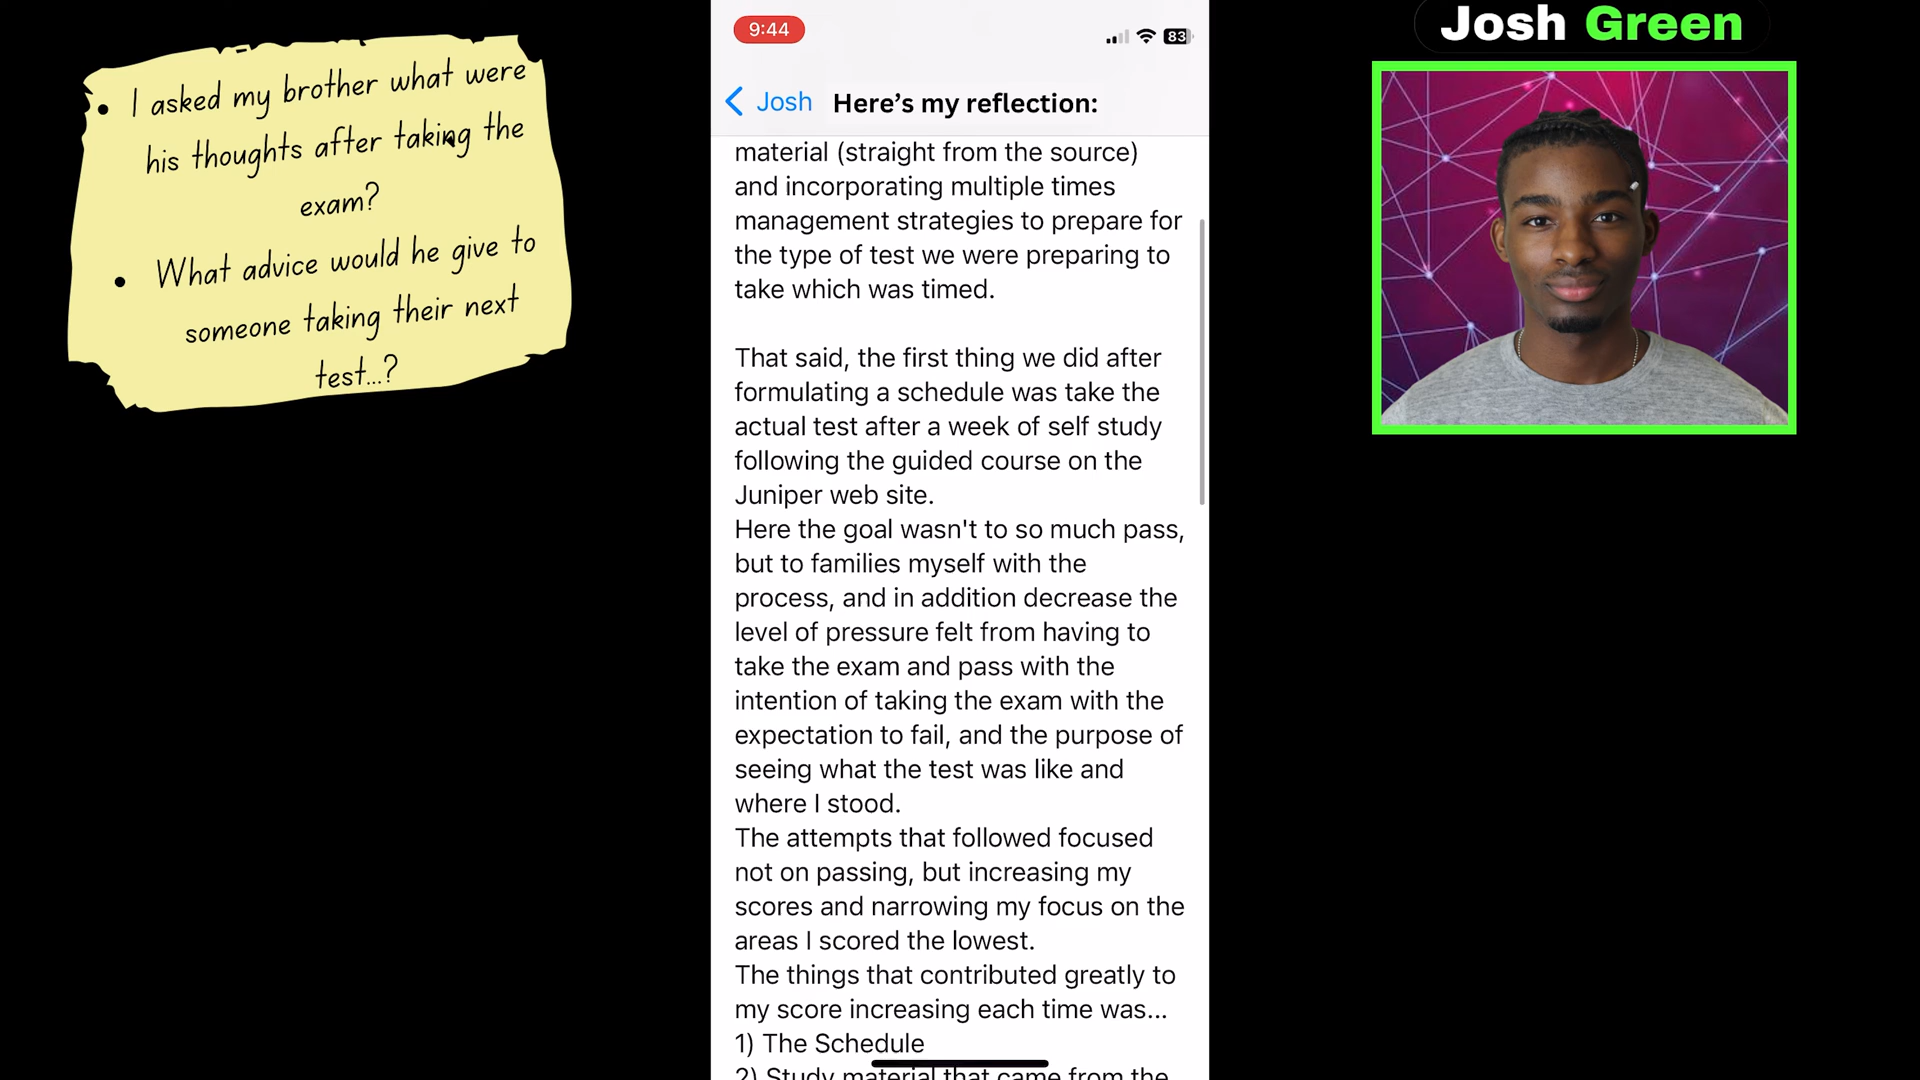 I asked my brother what were
his thoughts after taking the
exam?
What advice would he give to
someone taking their next
test...?
9:44
83
Josh
Here’s my reflection:
material (straight from the source)
and incorporating multiple times
management strategies to prepare for
the type of test we were preparing to
take which was timed.
That said, the first thing we did after
formulating a schedule was take the
actual test after a week of self study
following the guided course on the
Juniper web site.
Here the goal wasn't to so much pass,
but to families myself with the
process, and in addition decrease the
level of pressure felt from having to
take the exam and pass with the
intention of taking the exam with the
expectation to fail, and the purpose of
seeing what the test was like and
where I stood.
The attempts that followed focused
not on passing, but increasing my
scores and narrowing my focus on the
areas I scored the lowest.
The things that contributed greatly to
my score increasing each time was...
1) The Schedule
2) Study material that came from the
Josh Green